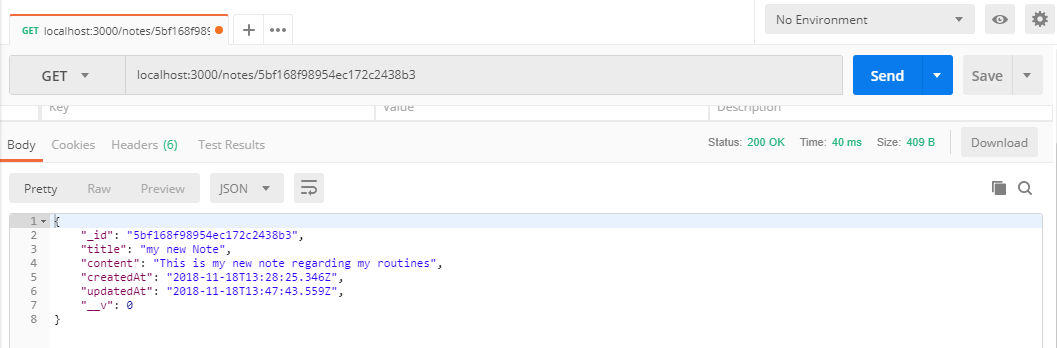 GET localhost:3000/notes/5bf168f989
No Environment
GET localhost:3000/notes/5bf168f98954ec172c2438b3 Send Save
Key Value Description
Body Cookies Headers (6) Test Results Status: 200 OK Time: 40 ms Size: 409 B Download
Pretty Raw Preview JSON
1 {
2 "_id": "5bf168f98954ec172c2438b3",
3 "title": "my new Note",
4 "content": "This is my new note regarding my routines",
5 "createdAt": "2018-11-18T13:28:25.346Z",
6 "updatedAt": "2018-11-18T13:47:43.559Z",
7 "__v": 0
8 }